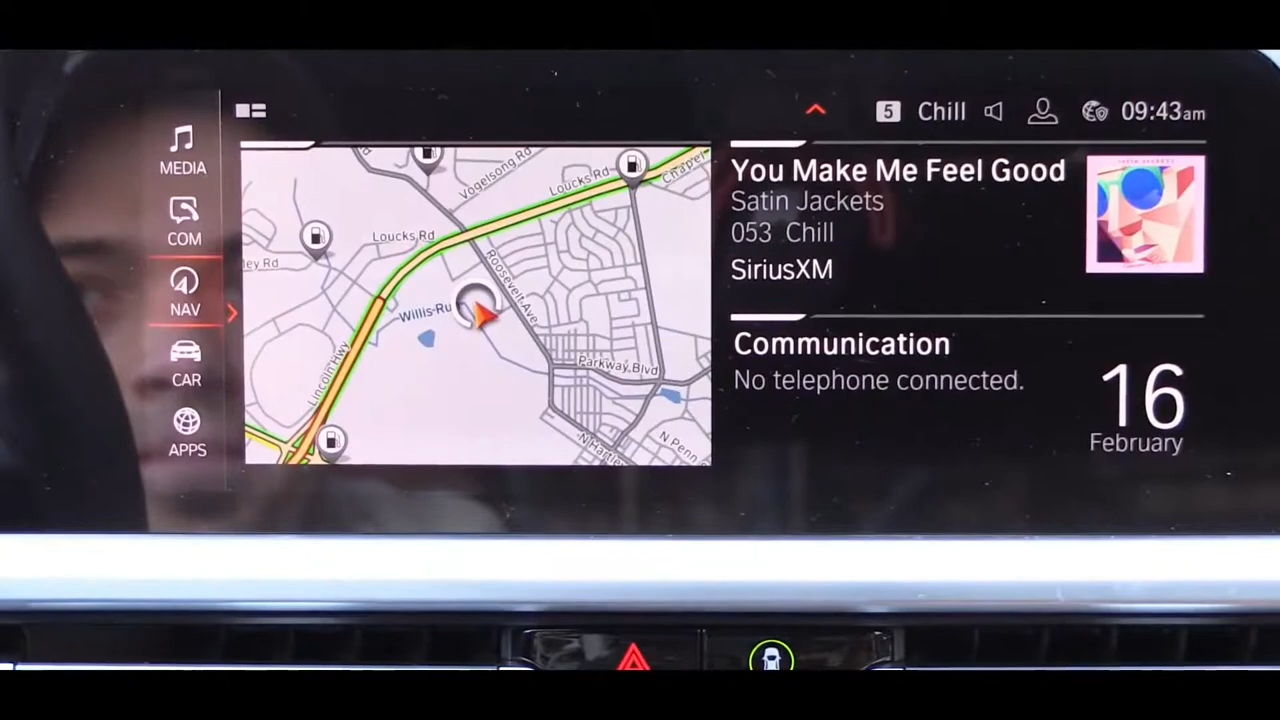 5 Chill 09:43am
MEDIA
COM
NAV
CAR
APPS
Vogelsong Rd
Loucks Rd
Chapel
Loucks Rd
ley Rd
Roosevelt Ave
Willis Ru
Lincoln Hwy
Parkway Blvd
N Hartley
N Penn
You Make Me Feel Good
Satin Jackets
053 Chill
SiriusXM
Communication
No telephone connected.
16
February